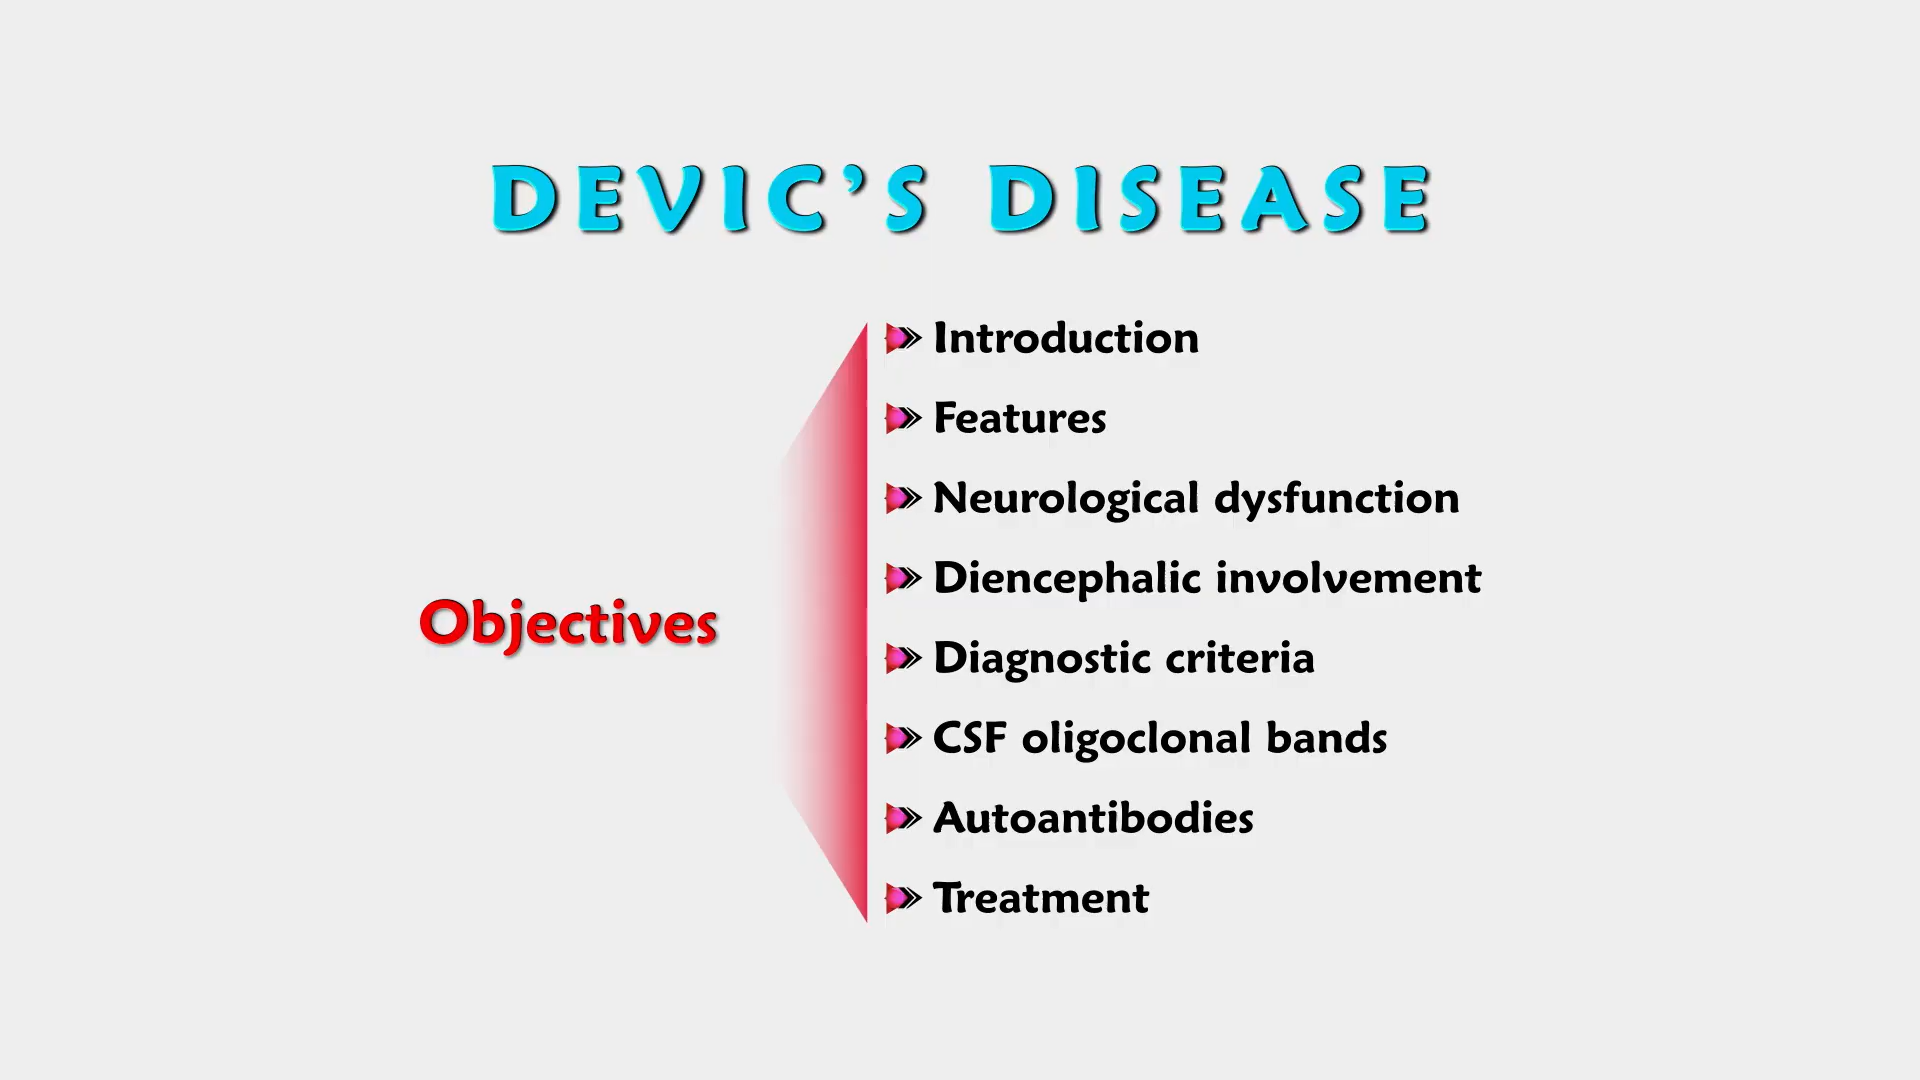 DEVIC'S DISEASE
Objectives
Introduction
Features
Neurological dysfunction
Diencephalic involvement
Diagnostic criteria
CSF oligoclonal bands
Autoantibodies
Treatment